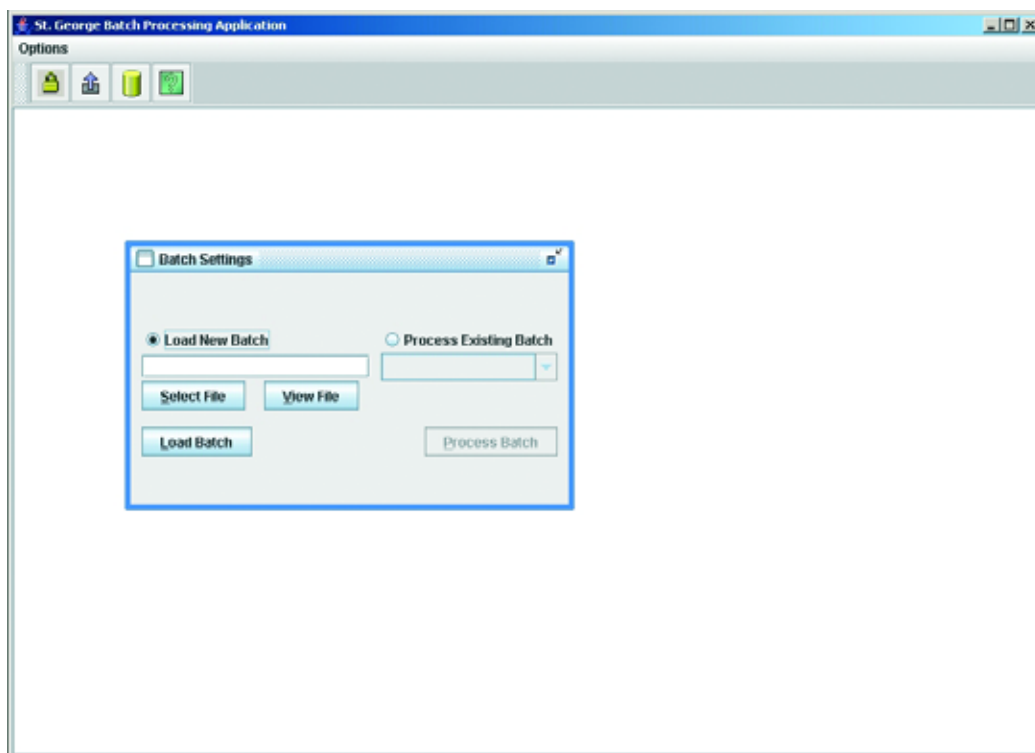 St. George Batch Processing Application
Options
Batch Settings
Load New Batch
Process Existing Batch
Select File
View File
Load Batch
Process Batch